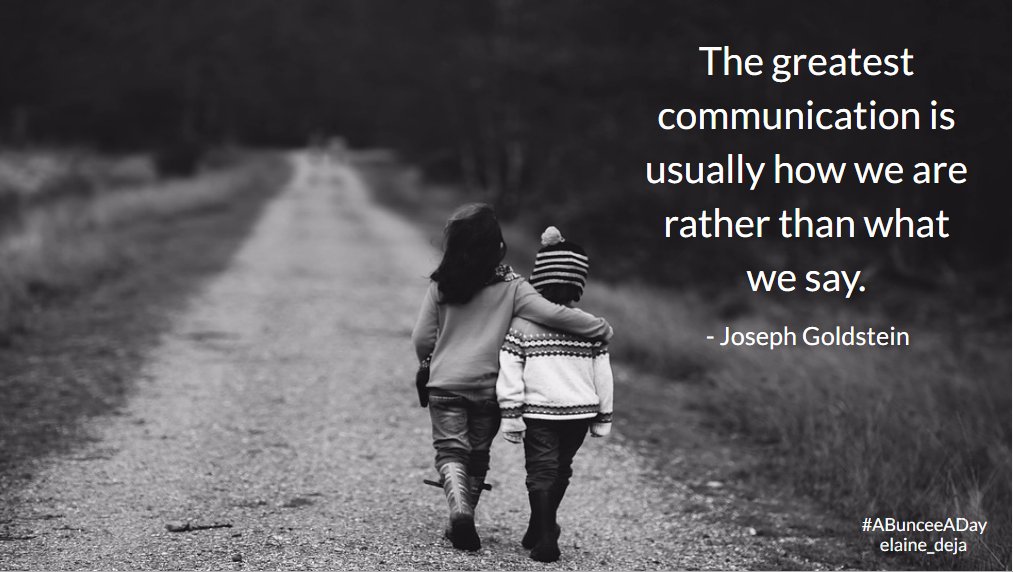 The greatest
communication is
usually how we are
rather than what
we say.
- Joseph Goldstein
#ABunceeADay
elaine_deja